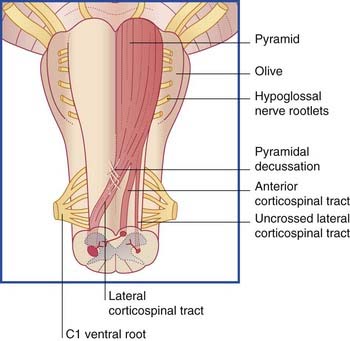 Pyramid
Olive
Hypoglossal
nerve rootlets
Pyramidal
decussation
Anterior
corticospinal tract
Uncrossed lateral
corticospinal tract
Lateral
corticospinal tract
C1 ventral root